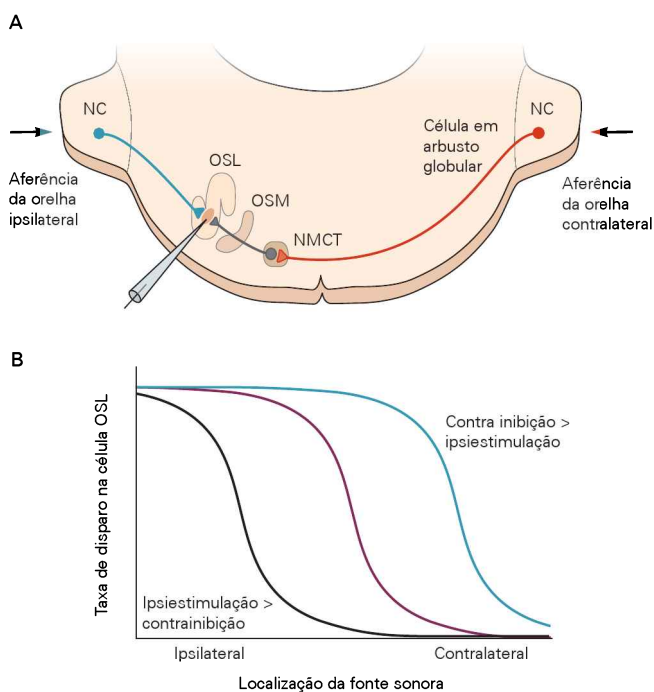 A
NC
NC
Célula em
arbusto
globular
OSL
OSM
NMCT
Aferência
da orelha
ipsilateral
Aferência
da orelha
contralateral
B
Taxa de disparo na célula OSL
Contra inibição >
ipsiestimulação
Ipsiestimulação >
contrainibição
Ipsilateral
Contralateral
Localização da fonte sonora